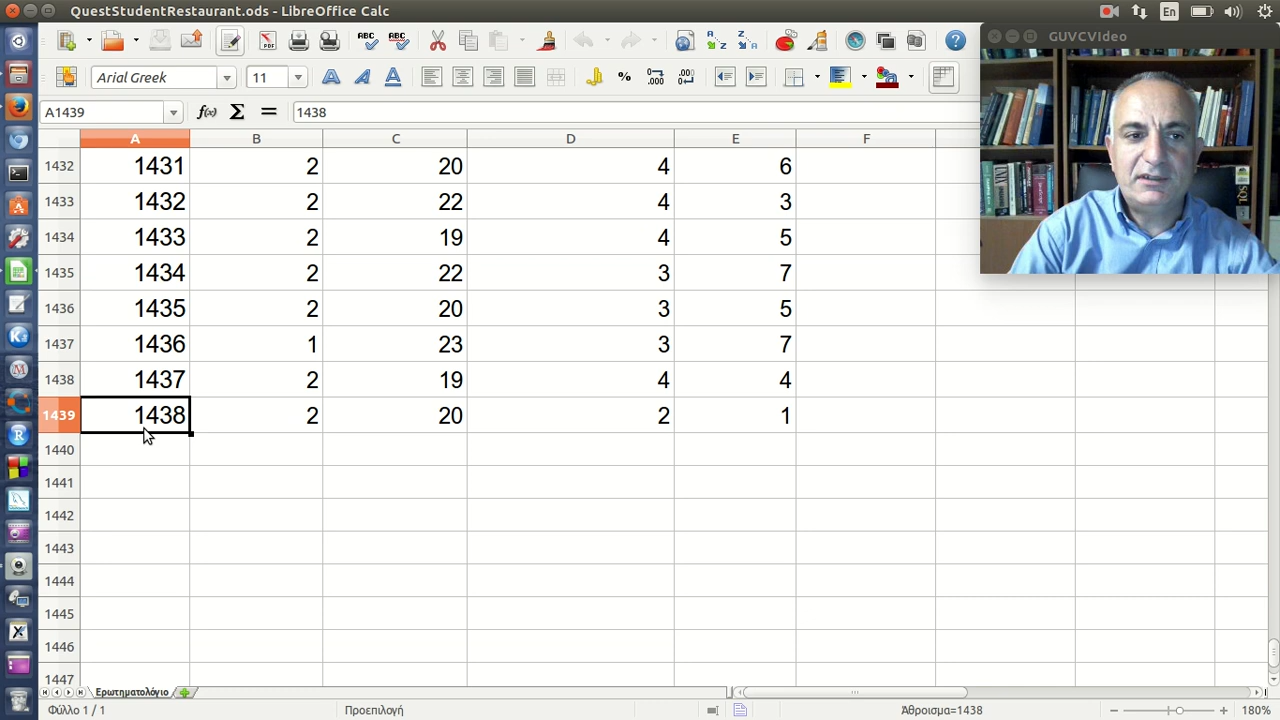 QuestStudentRestaurant.ods - LibreOffice Calc
En
GUVCVIdeo
Arial Greek 11
A1439 1438
A B C D E F
1432 1431 2 20 4 6
1433 1432 2 22 4 3
1434 1433 2 19 4 5
1435 1434 2 22 3 7
1436 1435 2 20 3 5
1437 1436 1 23 3 7
1438 1437 2 19 4 4
1439 1438 2 20 2 1
1440
1441
1442
1443
1444
1445
1446
1447
Ερωτηματολόγιο
Φύλλο 1 / 1 Προεπιλογή Άθροισμα=1438 180%